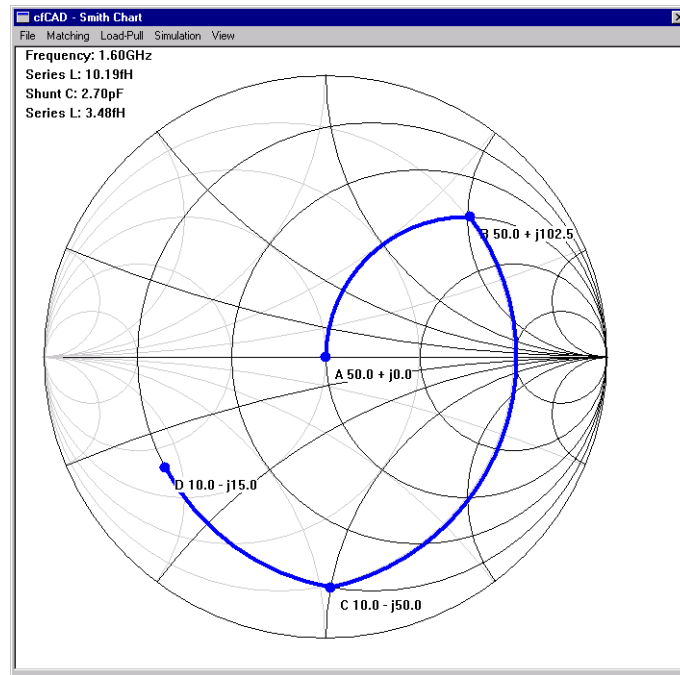 cfCAD - Smith Chart
File Matching Load-Pull Simulation View
Frequency: 1.60GHz
Series L: 10.19fH
Shunt C: 2.70pF
Series L: 3.48fH
B 50.0 + j102.5
A 50.0 + j0.0
D 10.0 - j15.0
C 10.0 - j50.0